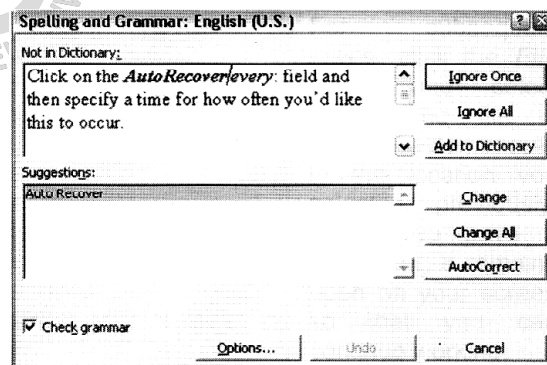 Spelling and Grammar: English (U.S.)
Not in Dictionary:
Click on the AutoRecover every: field and
then specify a time for how often you'd like
this to occur.
Ignore Once
Ignore All
Add to Dictionary
Suggestions:
Auto Recover
Change
Change All
AutoCorrect
Check grammar
Options...
Undo
Cancel